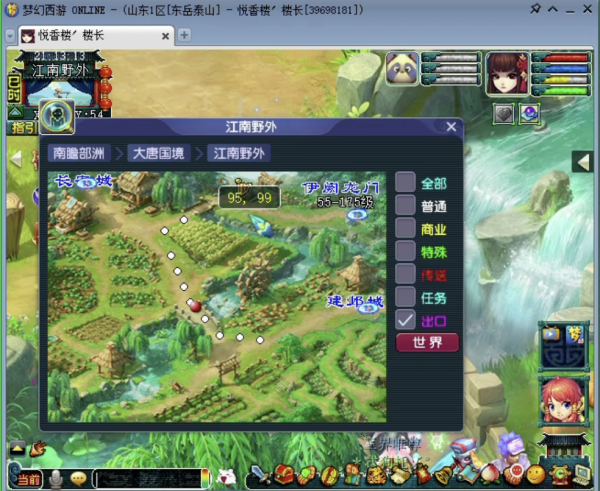 梦幻西游 ONLINE - (山东1区[东岳泰山] - 悦香楼′楼长[39698181])
悦香楼′楼长
江南野外
指引
江南野外
南瞻部洲
大唐国境
江南野外
长安城
95, 99
伊阙龙门
55-175级
建邺城
全部
普通
商业
特殊
传送
任务
出口
世界
当前